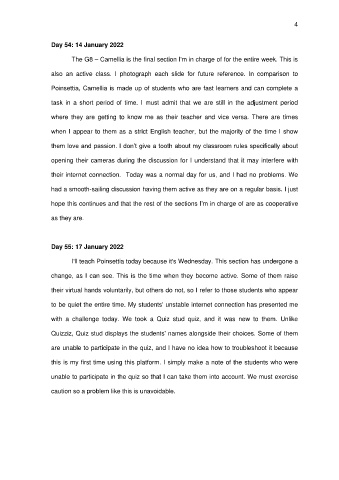 4
Day 54: 14 January 2022
The G8 – Camellia is the final section I'm in charge of for the entire week. This is
also an active class. I photograph each slide for future reference. In comparison to
Poinsettia, Camellia is made up of students who are fast learners and can complete a
task in a short period of time. I must admit that we are still in the adjustment period
where they are getting to know me as their teacher and vice versa. There are times
when I appear to them as a strict English teacher, but the majority of the time I show
them love and passion. I don't give a tooth about my classroom rules specifically about
opening their cameras during the discussion for I understand that it may interfere with
their internet connection. Today was a normal day for us, and I had no problems. We
had a smooth-sailing discussion having them active as they are on a regular basis. I just
hope this continues and that the rest of the sections I'm in charge of are as cooperative
as they are.
Day 55: 17 January 2022
I'll teach Poinsettia today because it's Wednesday. This section has undergone a
change, as I can see. This is the time when they become active. Some of them raise
their virtual hands voluntarily, but others do not, so I refer to those students who appear
to be quiet the entire time. My students' unstable internet connection has presented me
with a challenge today. We took a Quiz stud quiz, and it was new to them. Unlike
Quizziz, Quiz stud displays the students' names alongside their choices. Some of them
are unable to participate in the quiz, and I have no idea how to troubleshoot it because
this is my first time using this platform. I simply make a note of the students who were
unable to participate in the quiz so that I can take them into account. We must exercise
caution so a problem like this is unavoidable.